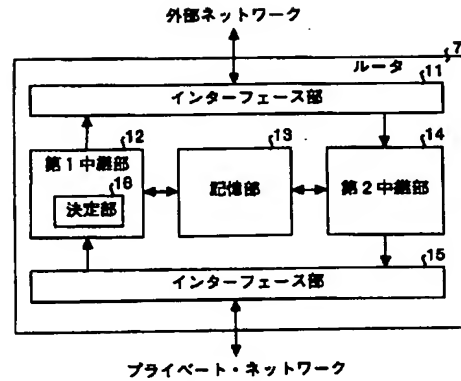 外部ネットワーク
7
ルータ
11
インターフェース部
12
13
14
第1中継部
記憶部
第2中継部
16
決定部
15
インターフェース部
プライベート・ネットワーク